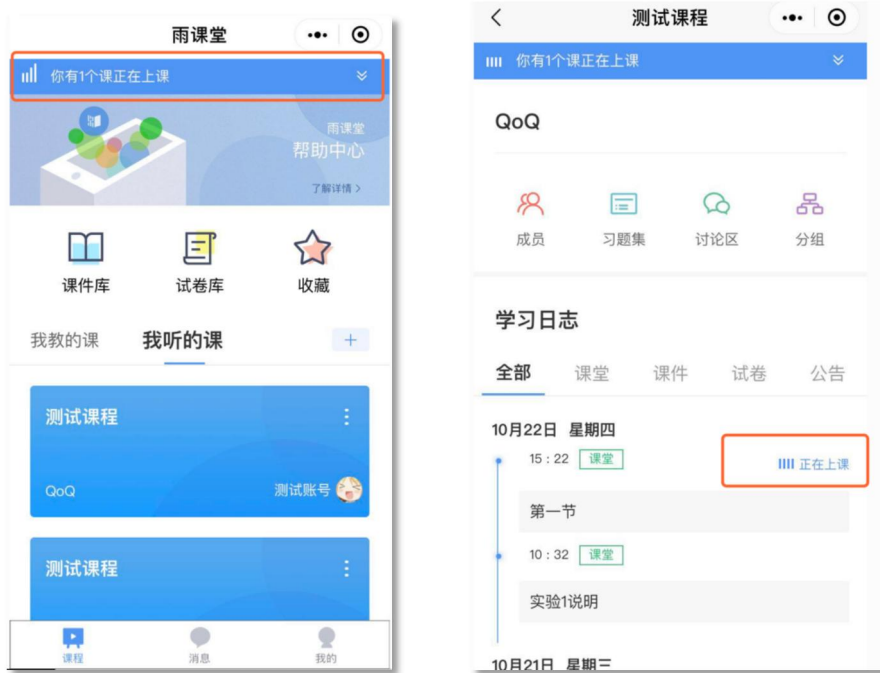 雨课堂
你有1个课正在上课
雨课堂
帮助中心
了解详情 >
课件库 试卷库 收藏
我教的课 我听的课 +
测试课程
QoQ 测试账号
测试课程
课程 消息 我的
测试课程
你有1个课正在上课
QoQ
成员 习题集 讨论区 分组
学习日志
全部 课堂 课件 试卷 公告
10月22日 星期四
15：22 课堂 正在上课
第一节
10：32 课堂
实验1说明
10月21日 星期三